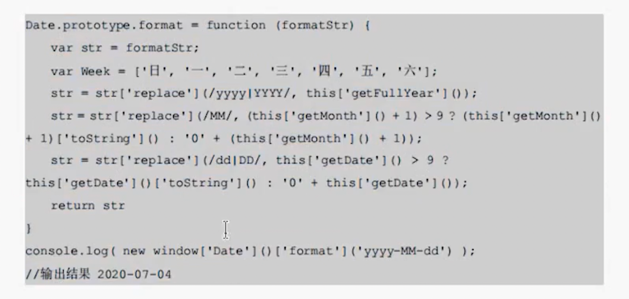 Date.prototype.format = function (formatStr) {
var str = formatStr;
var Week = ['日', '一', '二', '三', '四', '五', '六'];
str = str['replace'](/yyyy|YYYY/, this['getFullYear']());
str = str['replace'](/MM/, (this['getMonth']() + 1) > 9 ? (this['getMonth']()
+ 1)['toString']() : '0' + (this['getMonth']() + 1));
str = str['replace'](/dd|DD/, this['getDate']() > 9 ?
this['getDate']()['toString']() : '0' + this['getDate']());
return str
}
console.log( new window['Date']()['format']('yyyy-MM-dd') );
//输出结果 2020-07-04